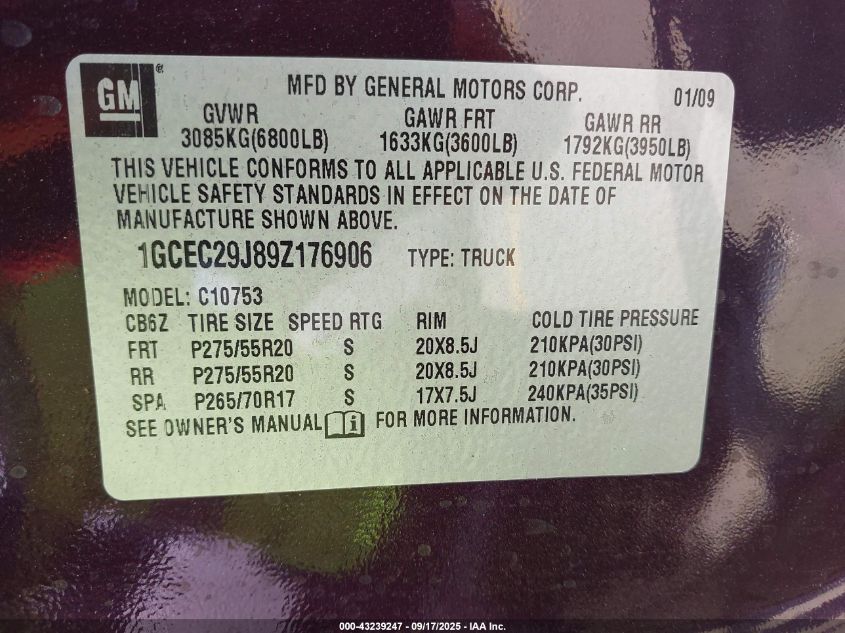 GM®
MFD BY GENERAL MOTORS CORP. 01/09
GVWR GAWR FRT GAWR RR
3085KG(6800LB) 1633KG(3600LB) 1792KG(3950LB)
THIS VEHICLE CONFORMS TO ALL APPLICABLE U.S. FEDERAL MOTOR
VEHICLE SAFETY STANDARDS IN EFFECT ON THE DATE OF
MANUFACTURE SHOWN ABOVE.
1GCEC29J89Z176906 TYPE: TRUCK
MODEL: C10753
CB6Z TIRE SIZE SPEED RTG RIM COLD TIRE PRESSURE
FRT P275/55R20 S 20X8.5J 210KPA(30PSI)
RR P275/55R20 S 20X8.5J 210KPA(30PSI)
SPA P265/70R17 S 17X7.5J 240KPA(35PSI)
SEE OWNER'S MANUAL i FOR MORE INFORMATION.
000-43239247 - 09/17/2025 - IAA Inc.